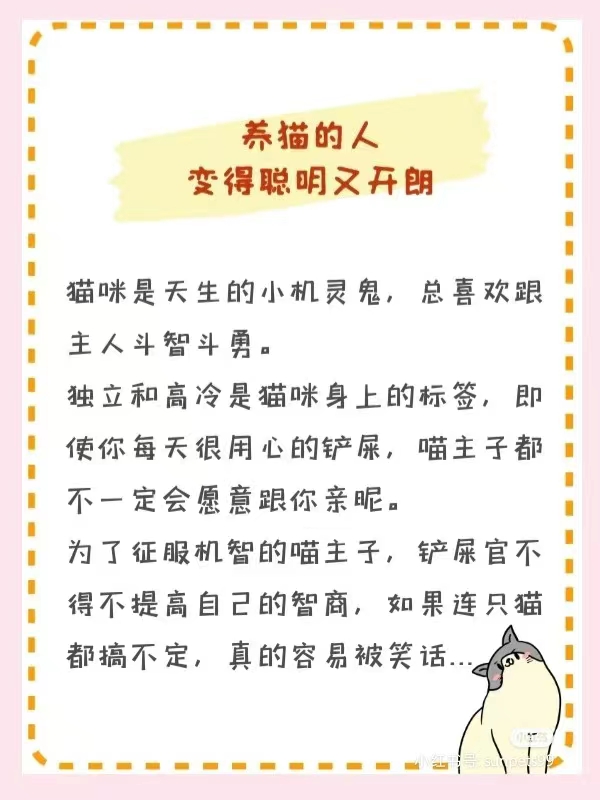 养猫的人
变得聪明又开朗
猫咪是天生的小机灵鬼，总喜欢跟
主人斗智斗勇。
独立和高冷是猫咪身上的标签，即
使你每天很用心的铲屎，喵主子都
不一定会愿意跟你亲昵。
为了征服机智的喵主子，铲屎官不
得不提高自己的智商，如果连只猫
都搞不定，真的容易被笑话...
小红书
小红书号